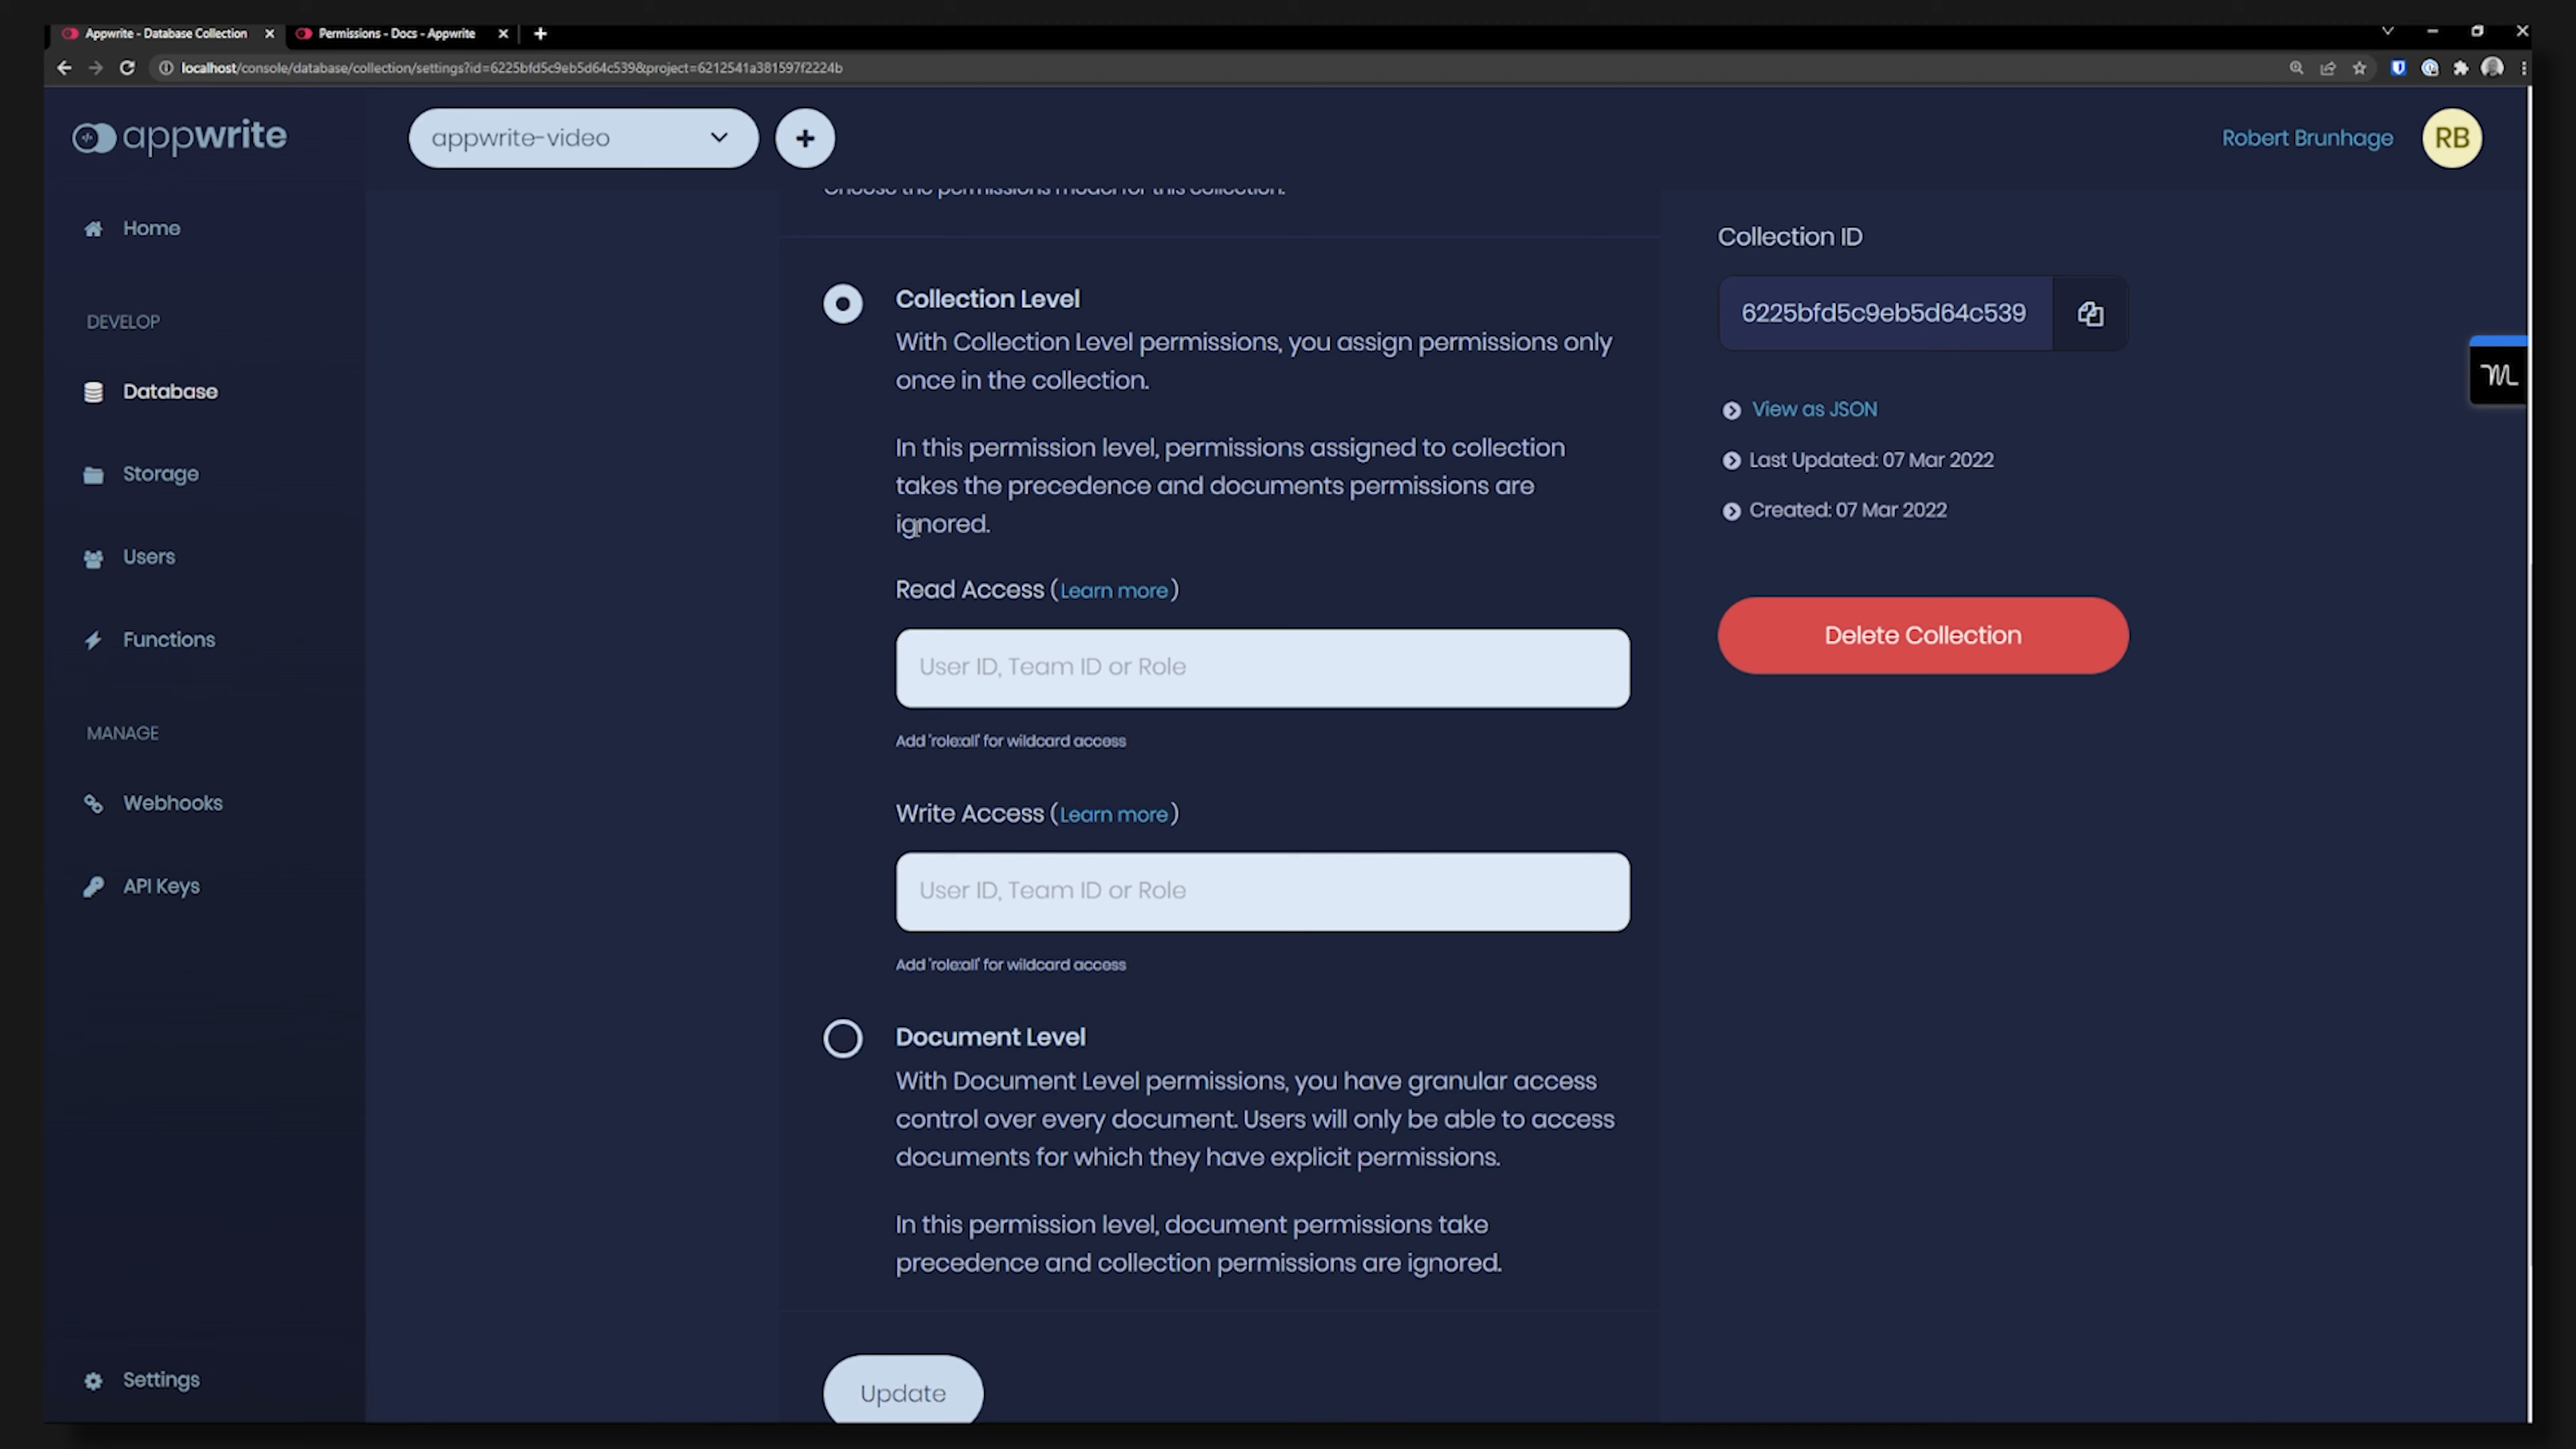 Appwrite - Database Collection
Permissions - Docs - Appwrite
localhost/console/database/collection/settings?id=6225bfd5c9eb5d64c539&project=6212541a381597f2224b
appwrite
appwrite-video
Robert Brunhage
RB
Home
DEVELOP
Database
Storage
Users
Functions
MANAGE
Webhooks
API Keys
Settings
Choose the permissions model for this collection.
Collection Level
With Collection Level permissions, you assign permissions only
once in the collection.
In this permission level, permissions assigned to collection
takes the precedence and documents permissions are
ignored.
Read Access (Learn more)
User ID, Team ID or Role
Add 'role:all' for wildcard access
Write Access (Learn more)
User ID, Team ID or Role
Add 'role:all' for wildcard access
Document Level
With Document Level permissions, you have granular access
control over every document. Users will only be able to access
documents for which they have explicit permissions.
In this permission level, document permissions take
precedence and collection permissions are ignored.
Update
Collection ID
6225bfd5c9eb5d64c539
View as JSON
Last Updated: 07 Mar 2022
Created: 07 Mar 2022
Delete Collection